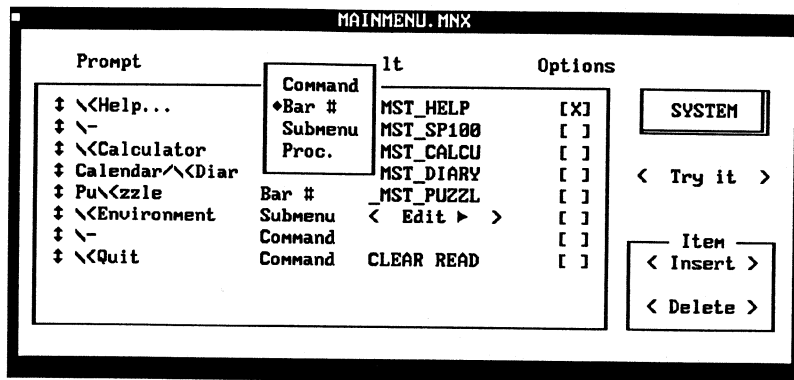 MAINMENU.MNX
Prompt lt Options
Command
↕ \<Help... ◆Bar # MST_HELP [X] SYSTEM
↕ \- Submenu MST_SP100 [ ]
↕ \<Calculator Proc. MST_CALCU [ ]
↕ Calendar/\<Diar MST_DIARY [ ] < Try it >
↕ Pu\<zzle Bar # _MST_PUZZL [ ]
↕ \<Environment Submenu < Edit ► > [ ]
↕ \- Command [ ] Item
↕ \<Quit Command CLEAR READ [ ] < Insert >
< Delete >